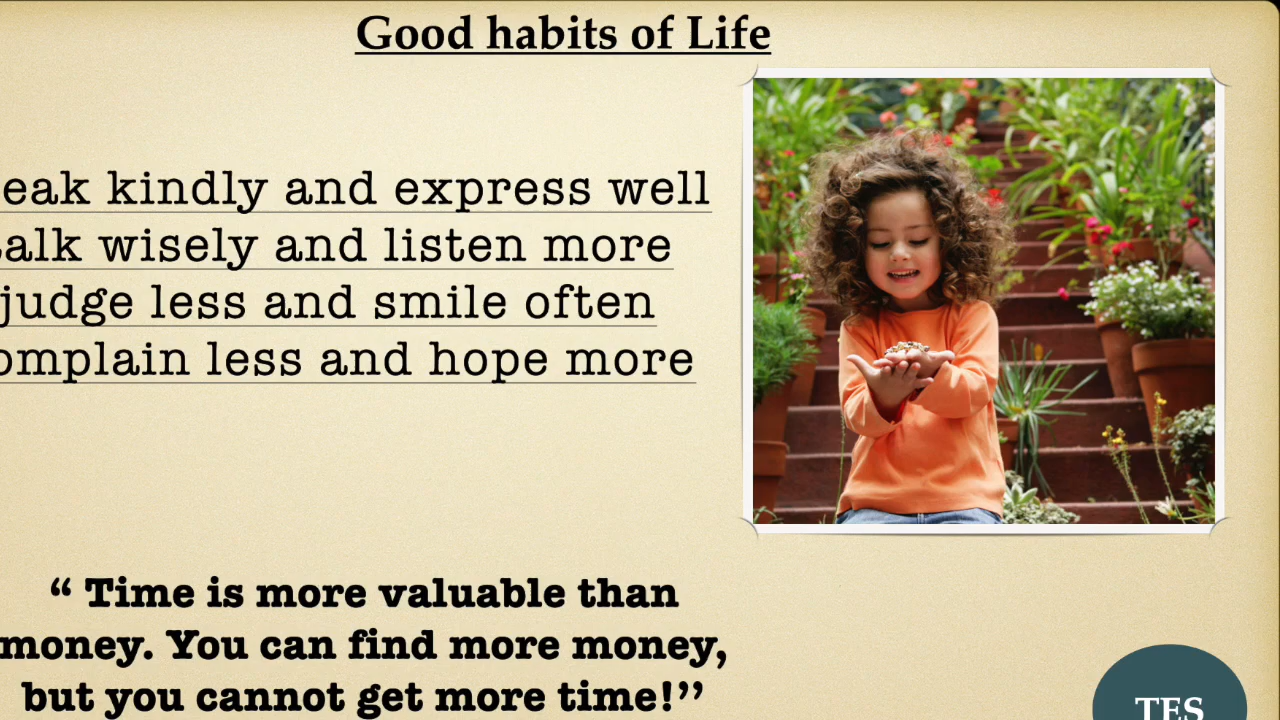 Good habits of Life
eak kindly and express well
alk wisely and listen more
judge less and smile often
omplain less and hope more
“ Time is more valuable than
money. You can find more money,
but you cannot get more time!”
TES